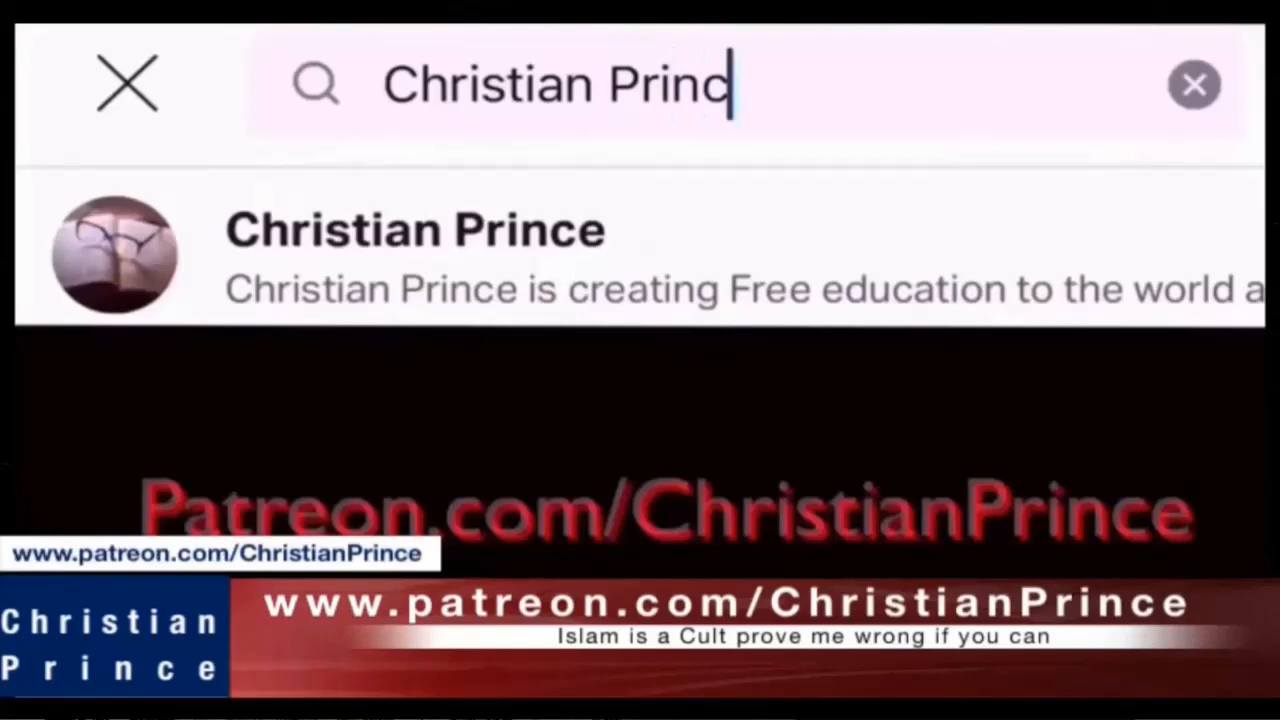 Christian Princ
Christian Prince
Christian Prince is creating Free education to the world a
Patreon.com/ChristianPrince
www.patreon.com/ChristianPrince
Christian
Prince
www.patreon.com/ChristianPrince
Islam is a Cult prove me wrong if you can